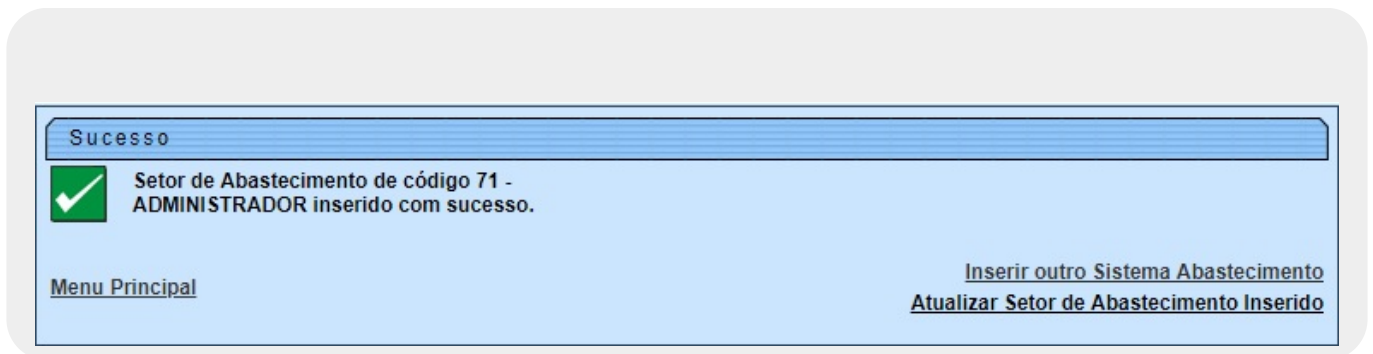 Sucesso
Setor de Abastecimento de código 71 -
ADMINISTRADOR inserido com sucesso.
Inserir outro Sistema Abastecimento
Menu Principal
Atualizar Setor de Abastecimento Inserido